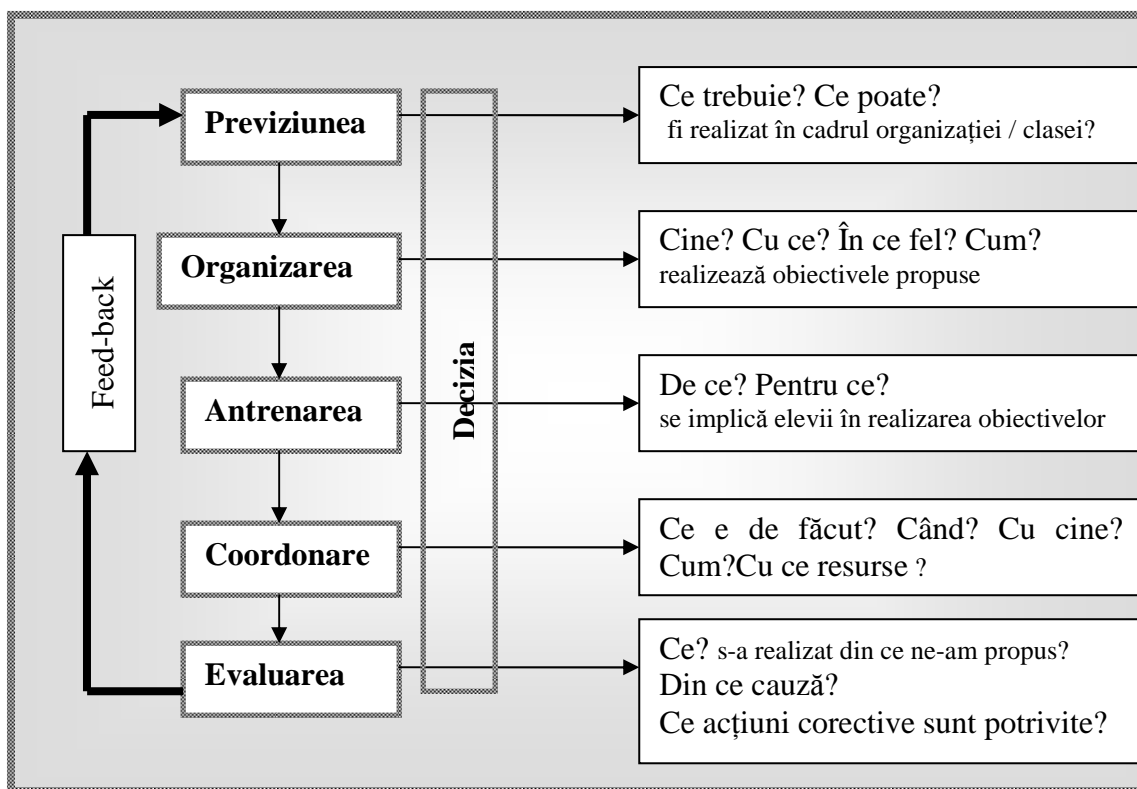 Previziunea
Ce trebuie? Ce poate?
fi realizat în cadrul organizației / clasei?
Organizarea
Cine? Cu ce? În ce fel? Cum?
realizează obiectivele propuse
Feed-back
Decizia
Antrenarea
De ce? Pentru ce?
se implică elevii în realizarea obiectivelor
Coordonare
Ce e de făcut? Când? Cu cine?
Cum?Cu ce resurse ?
Evaluarea
Ce? s-a realizat din ce ne-am propus?
Din ce cauză?
Ce acțiuni corective sunt potrivite?